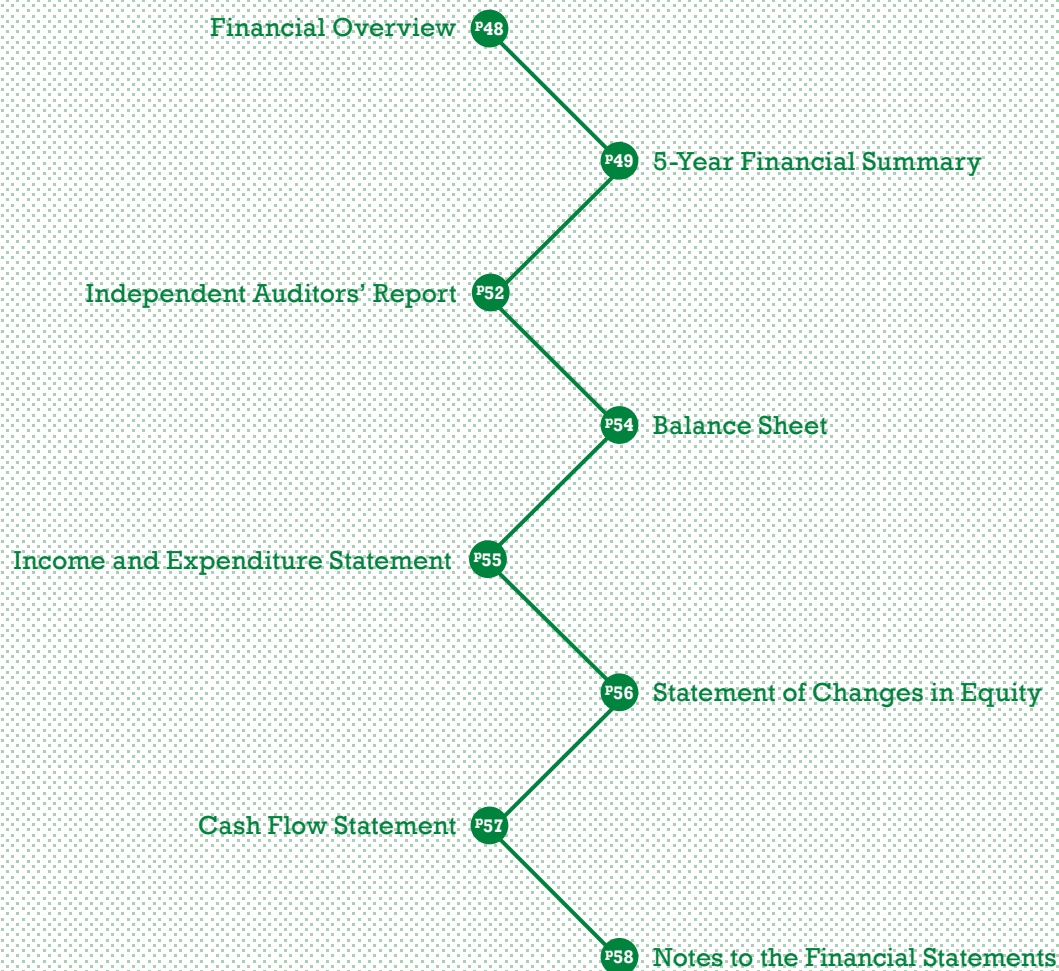 Financial Overview P48
P49 5-Year Financial Summary
Independent Auditors’ Report P52
P54 Balance Sheet
Income and Expenditure Statement P55
P56 Statement of Changes in Equity
Cash Flow Statement P57
P58 Notes to the Financial Statements